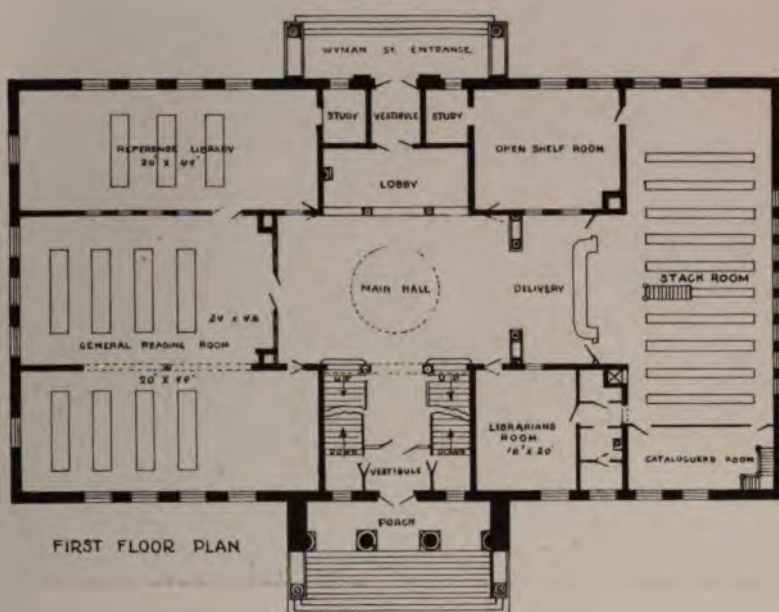 WYMAN ST. ENTRANCE
STUDY
VESTIBULE
STUDY
REFERENCE LIBRARY
20' X 49'
OPEN SHELF ROOM
LOBBY
MAIN HALL
DELIVERY
STACK ROOM
24 X 48
GENERAL READING ROOM
20' X 49'
UP
UP
LIBRARIANS
ROOM
16' X 20'
DOWN
DOWN
VESTIBULE
CATALOGUERS ROOM
PORCH
FIRST FLOOR PLAN